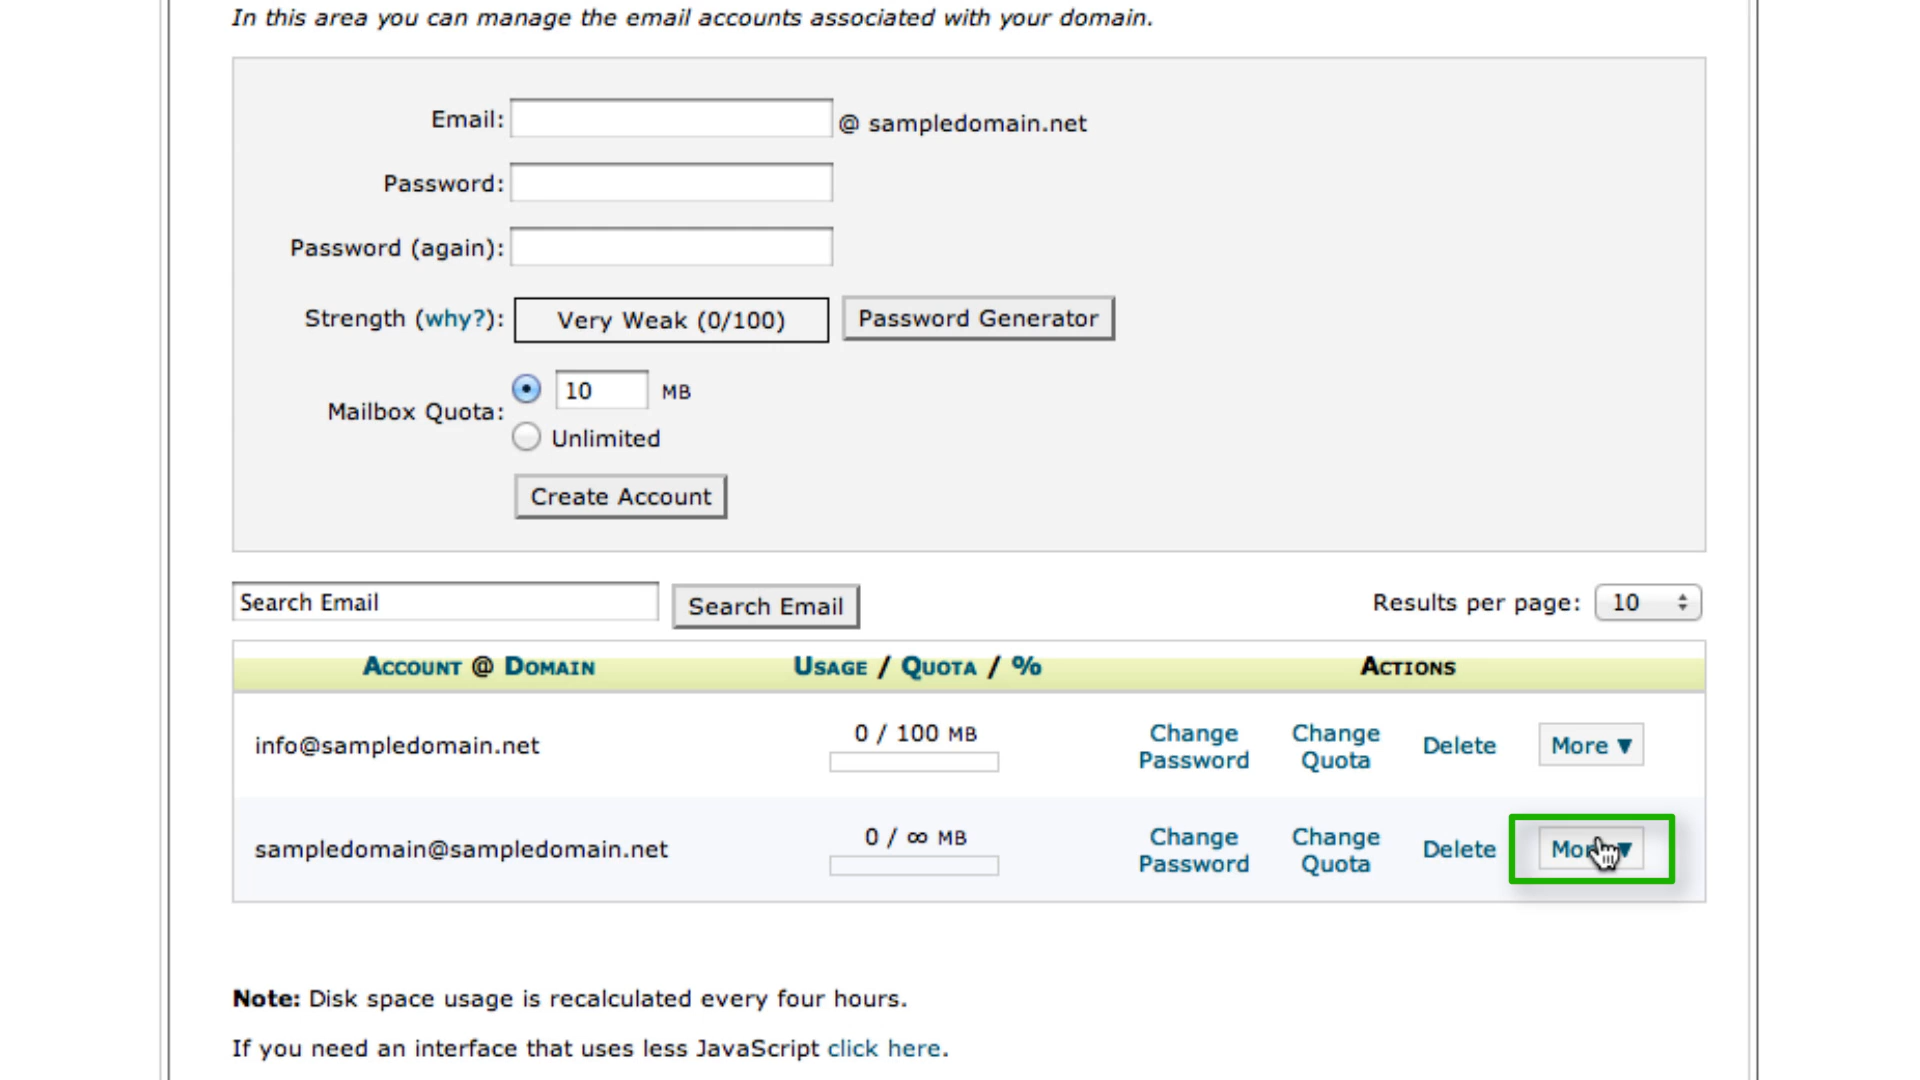 In this area you can manage the email accounts associated with your domain.
Email: @ sampledomain.net
Password:
Password (again):
Strength (why?): Very Weak (0/100) Password Generator
Mailbox Quota: 10 MB
Unlimited
Create Account
Search Email Search Email Results per page: 10
Account @ Domain Usage / Quota / % Actions
info@sampledomain.net 0 / 100 MB Change Password Change Quota Delete More ▼
sampledomain@sampledomain.net 0 / ∞ MB Change Password Change Quota Delete More ▼
Note: Disk space usage is recalculated every four hours.
If you need an interface that uses less JavaScript click here.